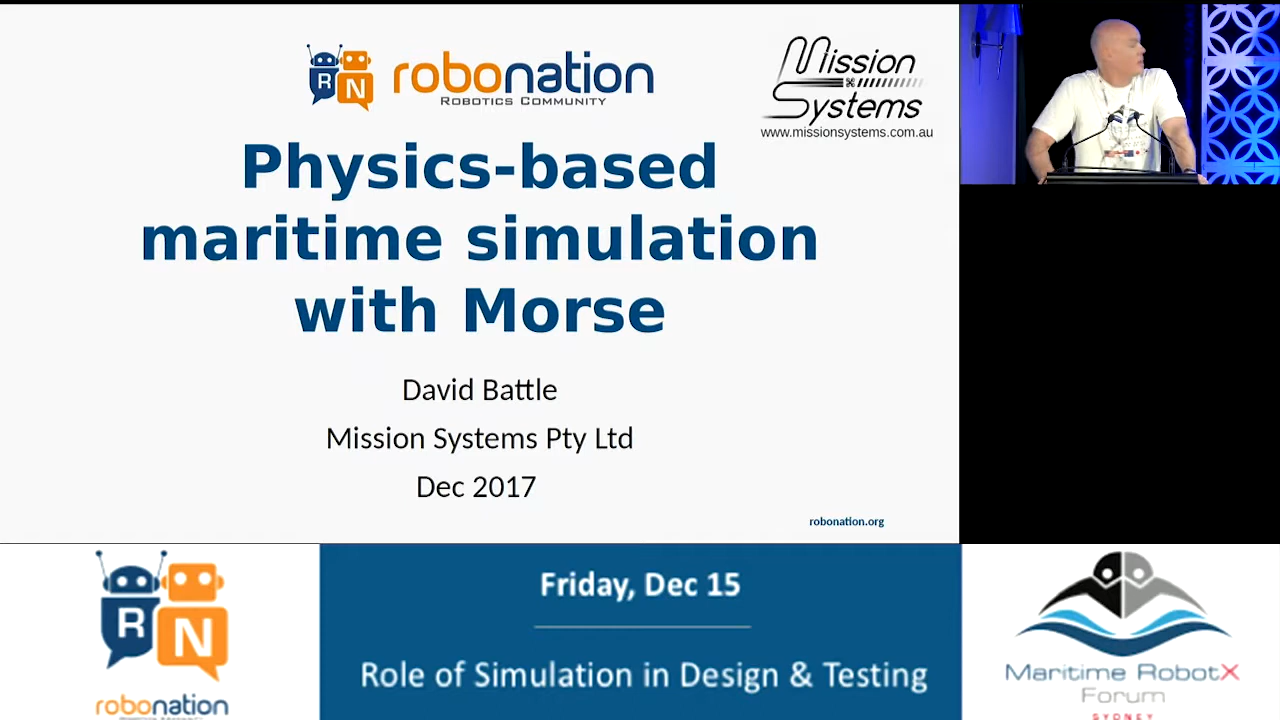 RN robonation
ROBOTICS COMMUNITY
Mission
Systems
www.missionsystems.com.au
Physics-based
maritime simulation
with Morse
David Battle
Mission Systems Pty Ltd
Dec 2017
robonation.org
RN
robonation
Friday, Dec 15
Role of Simulation in Design & Testing
Maritime RobotX
Forum
SYDNEY